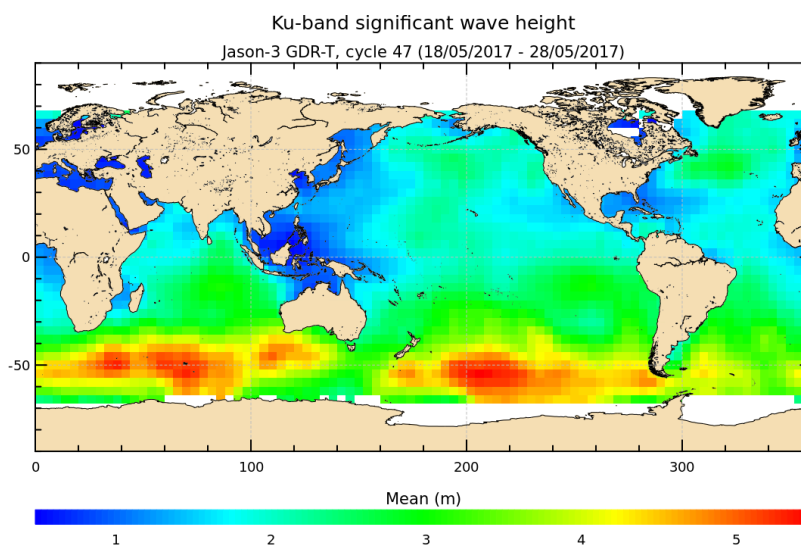 Ku-band significant wave height
Jason-3 GDR-T, cycle 47 (18/05/2017 - 28/05/2017)
50
0
-50
0 100 200 300
Mean (m)
1 2 3 4 5